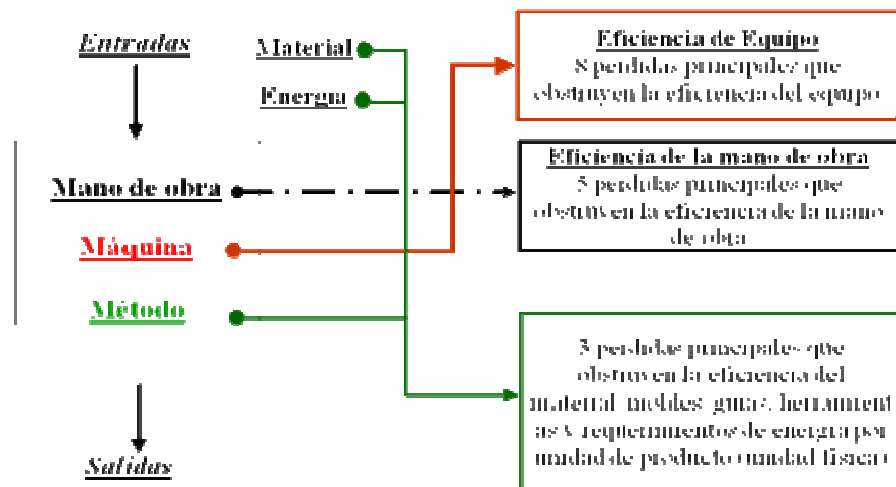 Entradas
Material
Energía
Mano de obra
Máquina
Método
Salidas
Eficiencia de Equipo
8 perdidas principales que
obstruyen la eficiencia del equipo
Eficiencia de la mano de obra
5 perdidas principales que
obstruyen la eficiencia de la mano
de obra
3 perdidas principales que
obstruyen la eficiencia del
material, moldes, guias, herramient
as y requerimientos de energía por
unidad de producto (unidad física)